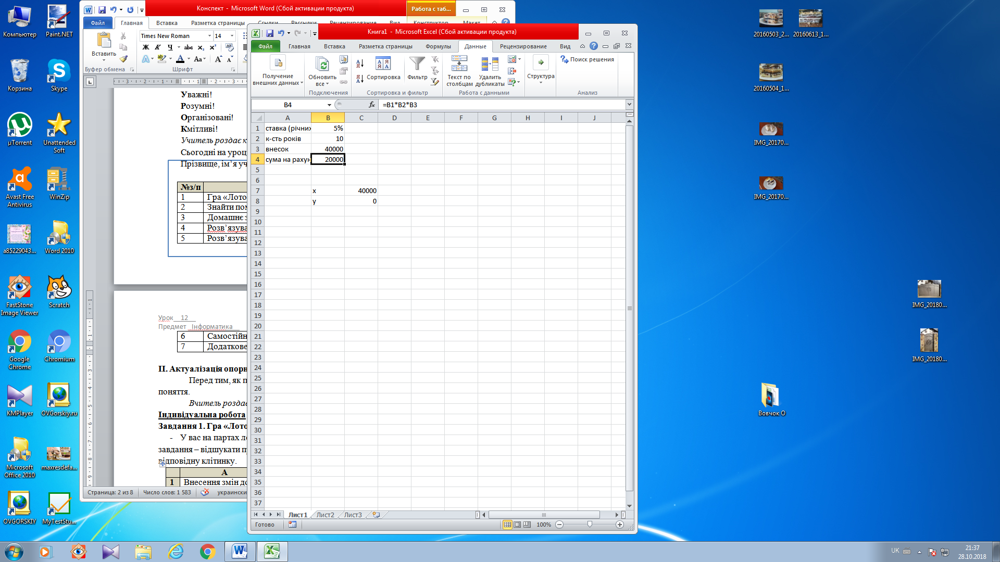 Компьютер
Paint.NET
Корзина
Skype
µTorrent
Unattended
Soft
Avast Free
Antivirus
WinZip
a85229043...
Word 2010
FastStone
Image Viewer
Scratch
Google
Chrome
Chromium
KMPlayer
OVGorskiy.ru
Microsoft
Office 2010
maxresdefa...
OVGORSKIY
MyTestStu...
Конспект - Microsoft Word (Сбой активации продукта)
Работа с таб...
Файл
Главная
Вставка
Разметка страницы
Ссылки
Рассылки
Рецензирование
Вид
Конструктор
Макет
Вставить
Буфер обмена
Times New Roman
14
Ж К Ч abc x₂ x²
Шрифт
Уважні!
Розумні!
Організовані!
Кмітливі!
Учитель роздає к
Сьогодні на уроц
Прізвище, ім’я уч
№з/п
1 Гра «Лото
2 Знайти пом
3 Домашнє з
4 Розв’язува
5 Розв’язува
Урок__12__
Предмет_Інформатика__
6 Самостійн
7 Додаткове
ІІ. Актуалізація опорн
Перед тим, як п
поняття.
Вчитель роздає
Індивідуальна робота
Завдання 1. Гра «Лото
- У вас на партах ле
завдання – відшукати пр
відповідну клітинку.
А
1 Внесення змін до
Страница: 2 из 8
Число слов: 1 583
украински
Книга1 - Microsoft Excel (Сбой активации продукта)
Файл
Главная
Вставка
Разметка страницы
Формулы
Данные
Рецензирование
Вид
Получение
внешних данных
Обновить
все
Подключения
Сортировка
Фильтр
Сортировка и фильтр
Текст по
столбцам
Удалить
дубликаты
Работа с данными
Структура
Поиск решения
Анализ
B4
fx
=B1*B2*B3
A B C D E F G H I J
1 ставка (річних 5%
2 к-сть років 10
3 внесок 40000
4 сума на рахун 20000
5
6
7 x 40000
8 y 0
9
10
11
12
13
14
15
16
17
18
19
20
21
22
23
24
25
26
27
28
29
30
31
32
33
34
35
36
37
Лист1
Лист2
Лист3
Готово
100%
20160503_2...
20160613_1...
20160504_1...
IMG_20170...
IMG_20170...
IMG_20180...
IMG_20180...
Вовчок О
UK
21:37
28.10.2018